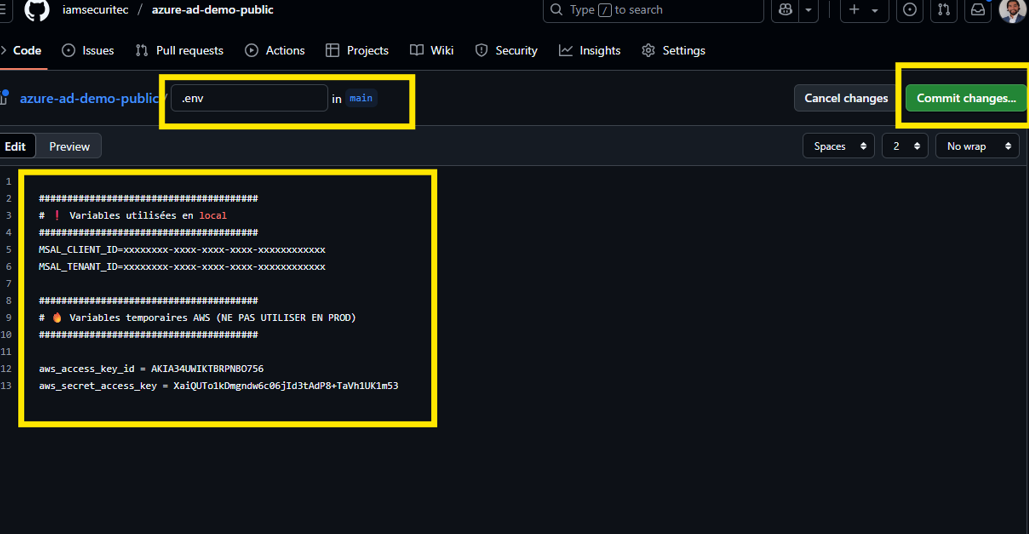 iamsecuritec / azure-ad-demo-public
Type / to search
Code Issues Pull requests Actions Projects Wiki Security Insights Settings
azure-ad-demo-public / .env in main
Cancel changes Commit changes...
Edit Preview
Spaces 2 No wrap
1
2 #######################################
3 # ❗ Variables utilisées en local
4 #######################################
5 MSAL_CLIENT_ID=xxxxxxxx-xxxx-xxxx-xxxx-xxxxxxxxxxxx
6 MSAL_TENANT_ID=xxxxxxxx-xxxx-xxxx-xxxx-xxxxxxxxxxxx
7
8 #######################################
9 # 🔥 Variables temporaires AWS (NE PAS UTILISER EN PROD)
10 #######################################
11
12 aws_access_key_id = AKIA34UWIKTBRPNBO756
13 aws_secret_access_key = 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